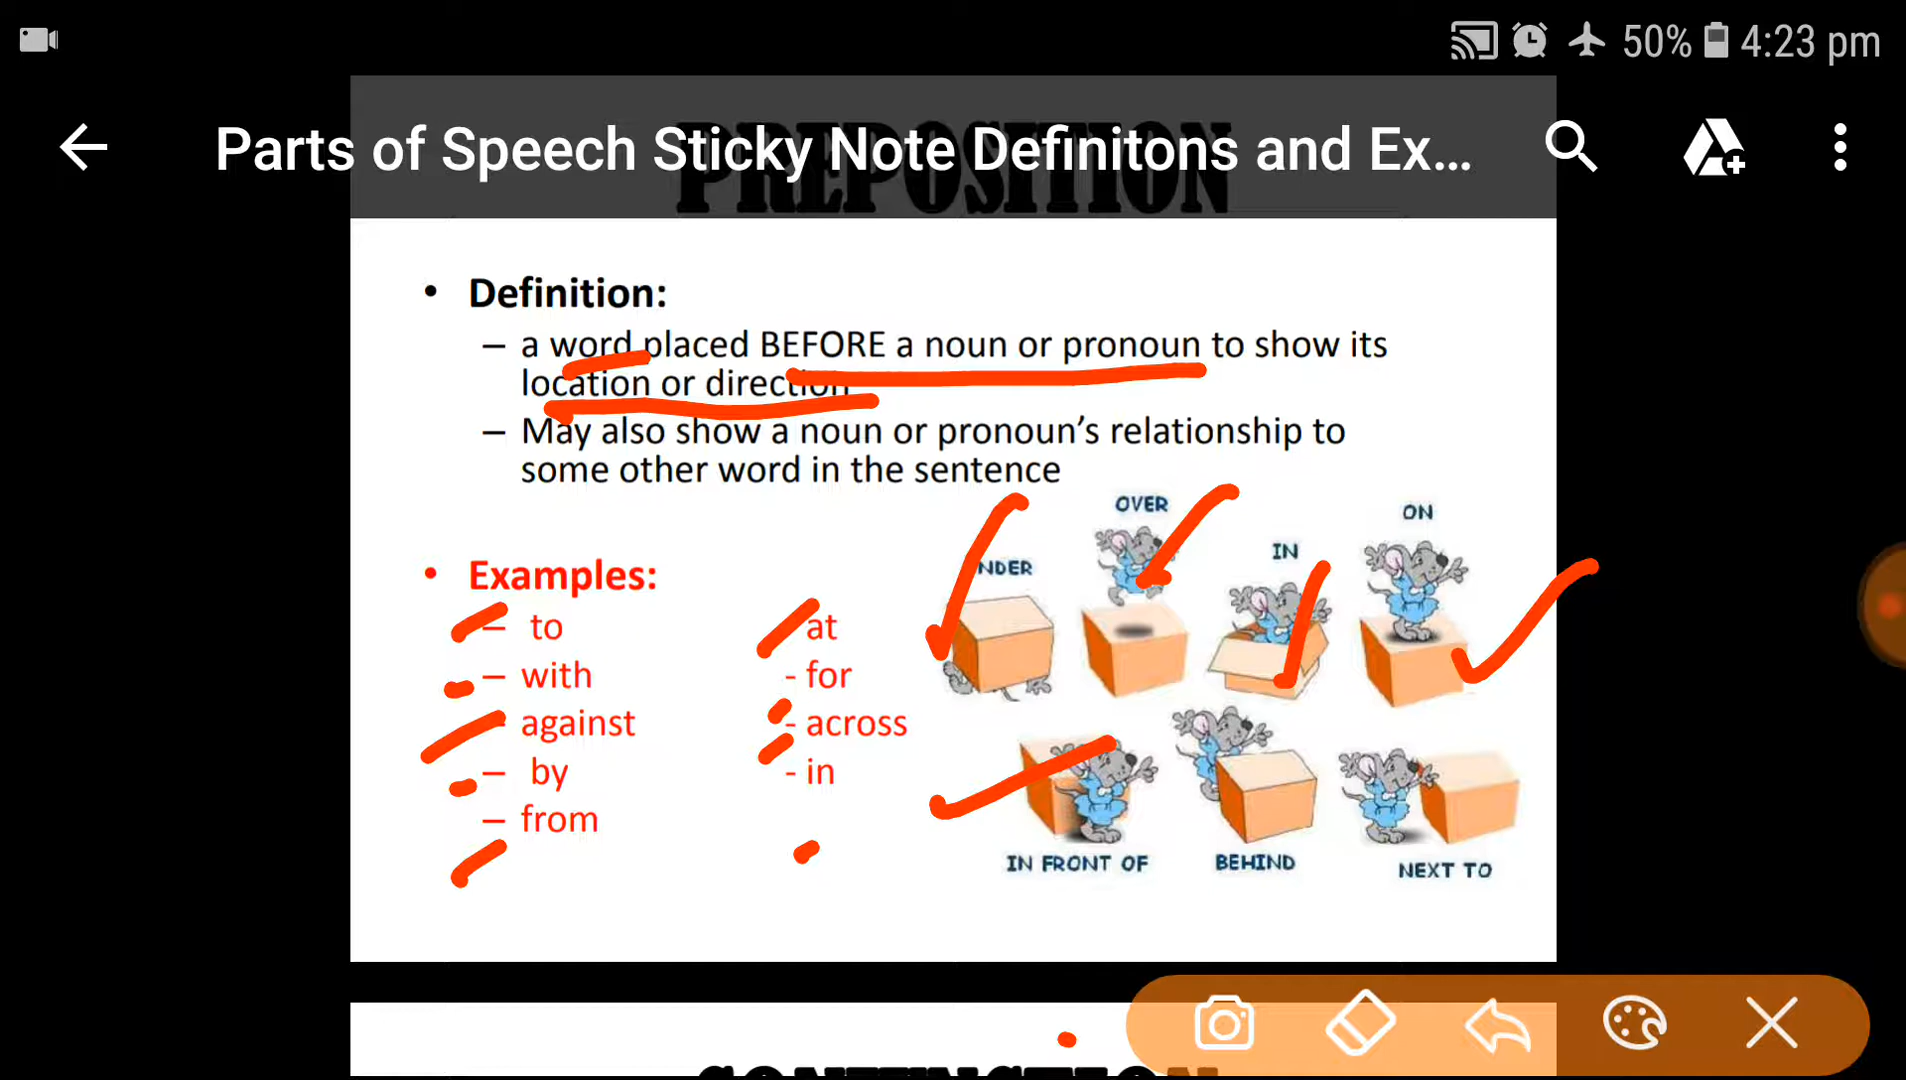 50% 4:23 pm
Parts of Speech Sticky Note Definitons and Ex...
PREPOSITION
• Definition:
– a word placed BEFORE a noun or pronoun to show its
location or direction
– May also show a noun or pronoun's relationship to
some other word in the sentence
• Examples:
– to at
– with - for
– against - across
– by - in
– from
OVER
ON
IN
NDER
IN FRONT OF
BEHIND
NEXT TO